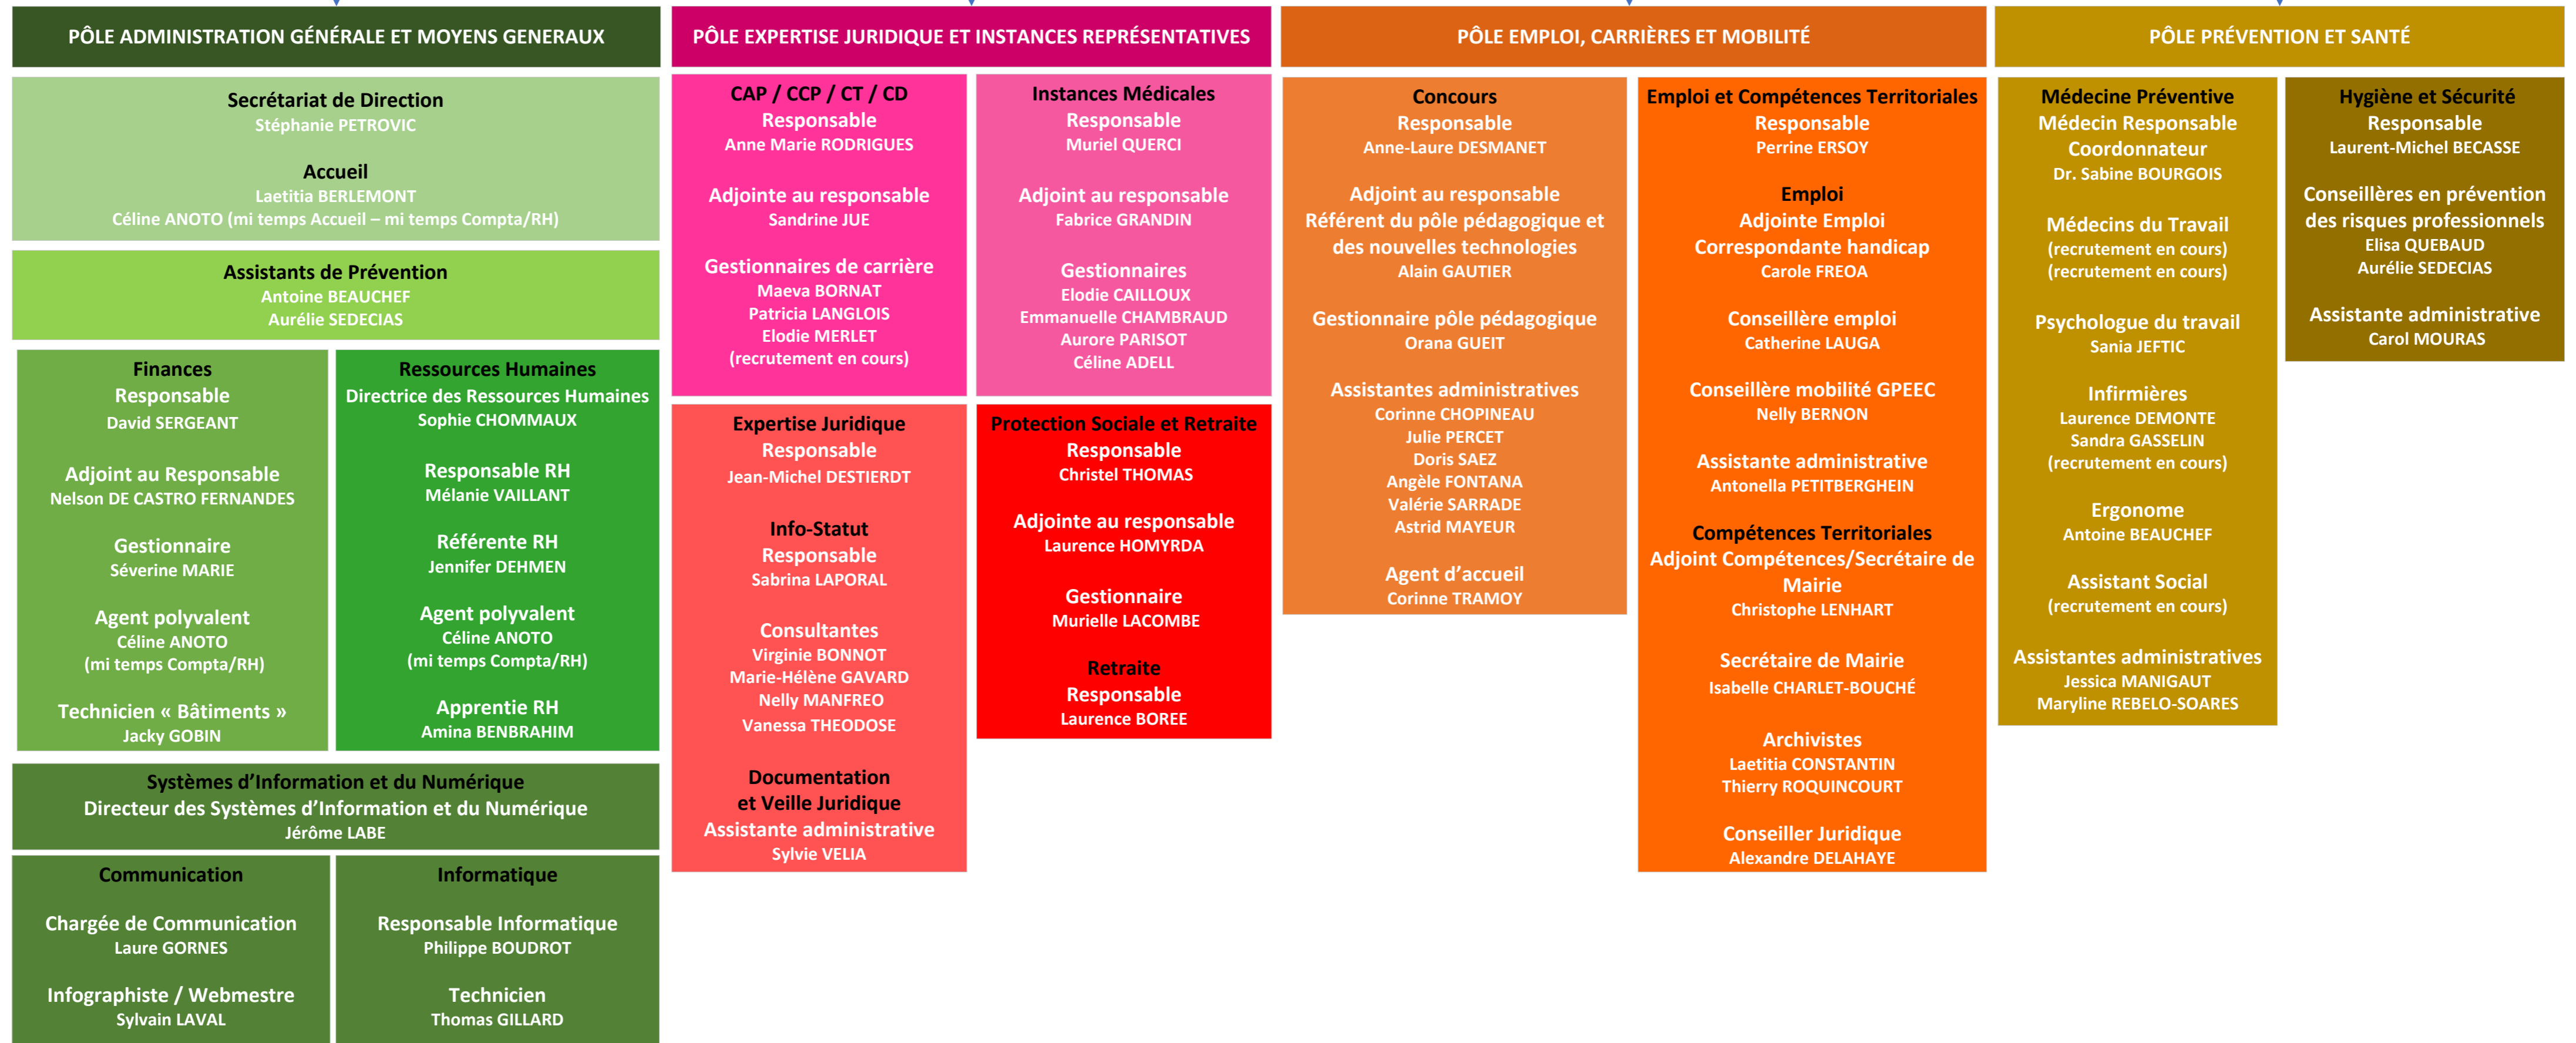 PÔLE ADMINISTRATION GÉNÉRALE ET MOYENS GENERAUX
Secrétariat de Direction
Stéphanie PETROVIC
Accueil
Laetitia BERLEMONT
Céline ANOTO (mi temps Accueil – mi temps Compta/RH)
Assistants de Prévention
Antoine BEAUCHEF
Aurélie SEDECIAS
Finances
Responsable
David SERGEANT
Adjoint au Responsable
Nelson DE CASTRO FERNANDES
Gestionnaire
Séverine MARIE
Agent polyvalent
Céline ANOTO
(mi temps Compta/RH)
Technicien « Bâtiments »
Jacky GOBIN
Ressources Humaines
Directrice des Ressources Humaines
Sophie CHOMMAUX
Responsable RH
Mélanie VAILLANT
Référente RH
Jennifer DEHMEN
Agent polyvalent
Céline ANOTO
(mi temps Compta/RH)
Apprentie RH
Amina BENBRAHIM
Systèmes d'Information et du Numérique
Directeur des Systèmes d'Information et du Numérique
Jérôme LABE
Communication
Chargée de Communication
Laure GORNES
Infographiste / Webmestre
Sylvain LAVAL
Informatique
Responsable Informatique
Philippe BOUDROT
Technicien
Thomas GILLARD
PÔLE EXPERTISE JURIDIQUE ET INSTANCES REPRÉSENTATIVES
CAP / CCP / CT / CD
Responsable
Anne Marie RODRIGUES
Adjointe au responsable
Sandrine JUE
Gestionnaires de carrière
Maeva BORNAT
Patricia LANGLOIS
Elodie MERLET
(recrutement en cours)
Instances Médicales
Responsable
Muriel QUERCI
Adjoint au responsable
Fabrice GRANDIN
Gestionnaires
Elodie CAILLOUX
Emmanuelle CHAMBRAUD
Aurore PARISOT
Céline ADELL
Expertise Juridique
Responsable
Jean-Michel DESTIERDT
Info-Statut
Responsable
Sabrina LAPORAL
Consultantes
Virginie BONNOT
Marie-Hélène GAVARD
Nelly MANFREO
Vanessa THEODOSE
Documentation
et Veille Juridique
Assistante administrative
Sylvie VELIA
Protection Sociale et Retraite
Responsable
Christel THOMAS
Adjointe au responsable
Laurence HOMYRDA
Gestionnaire
Murielle LACOMBE
Retraite
Responsable
Laurence BOREE
PÔLE EMPLOI, CARRIÈRES ET MOBILITÉ
Concours
Responsable
Anne-Laure DESMANET
Adjoint au responsable
Référent du pôle pédagogique et
des nouvelles technologies
Alain GAUTIER
Gestionnaire pôle pédagogique
Orana GUEIT
Assistantes administratives
Corinne CHOPINEAU
Julie PERCET
Doris SAEZ
Angèle FONTANA
Valérie SARRADE
Astrid MAYEUR
Agent d'accueil
Corinne TRAMOY
Emploi et Compétences Territoriales
Responsable
Perrine ERSOY
Emploi
Adjointe Emploi
Correspondante handicap
Carole FREOA
Conseillère emploi
Catherine LAUGA
Conseillère mobilité GPEEC
Nelly BERNON
Assistante administrative
Antonella PETITBERGHEIN
Compétences Territoriales
Adjoint Compétences/Secrétaire de
Mairie
Christophe LENHART
Secrétaire de Mairie
Isabelle CHARLET-BOUCHÉ
Archivistes
Laetitia CONSTANTIN
Thierry ROQUINCOURT
Conseiller Juridique
Alexandre DELAHAYE
PÔLE PRÉVENTION ET SANTÉ
Médecine Préventive
Médecin Responsable
Coordonnateur
Dr. Sabine BOURGOIS
Médecins du Travail
(recrutement en cours)
(recrutement en cours)
Psychologue du travail
Sania JEFTIC
Infirmières
Laurence DEMONTE
Sandra GASSELIN
(recrutement en cours)
Ergonome
Antoine BEAUCHEF
Assistant Social
(recrutement en cours)
Assistantes administratives
Jessica MANIGAUT
Maryline REBELO-SOARES
Hygiène et Sécurité
Responsable
Laurent-Michel BECASSE
Conseillères en prévention
des risques professionnels
Elisa QUEBAUD
Aurélie SEDECIAS
Assistante administrative
Carol MOURAS